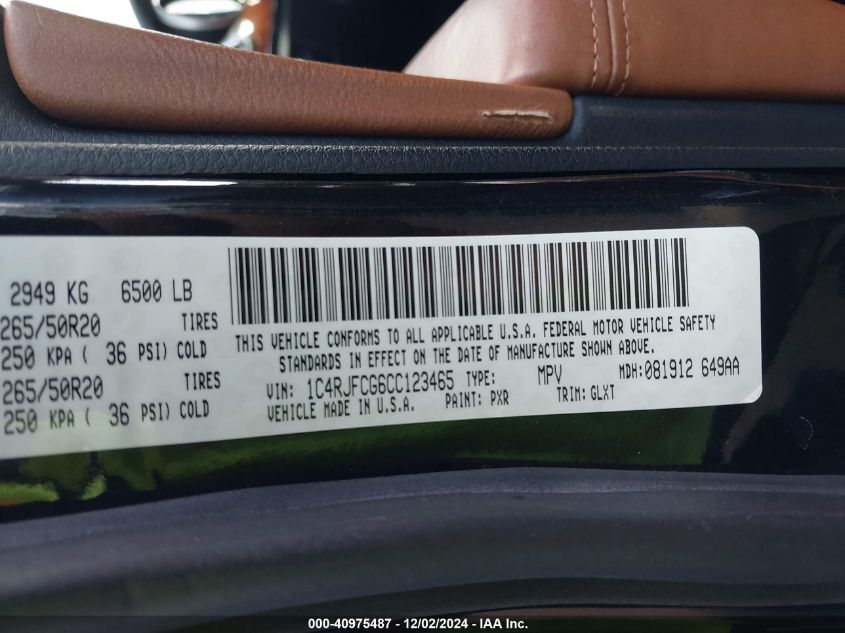 2949 KG 6500 LB
265/50R20 TIRES
250 KPA ( 36 PSI) COLD
265/50R20 TIRES
250 KPA ( 36 PSI) COLD
THIS VEHICLE CONFORMS TO ALL APPLICABLE U.S.A. FEDERAL MOTOR VEHICLE SAFETY
STANDARDS IN EFFECT ON THE DATE OF MANUFACTURE SHOWN ABOVE.
VIN: 1C4RJFCG6CC123465 TYPE: MPV MDH:081912 649AA
VEHICLE MADE IN U.S.A. PAINT: PXR TRIM: GLXT
000-40975487 - 12/02/2024 - IAA Inc.